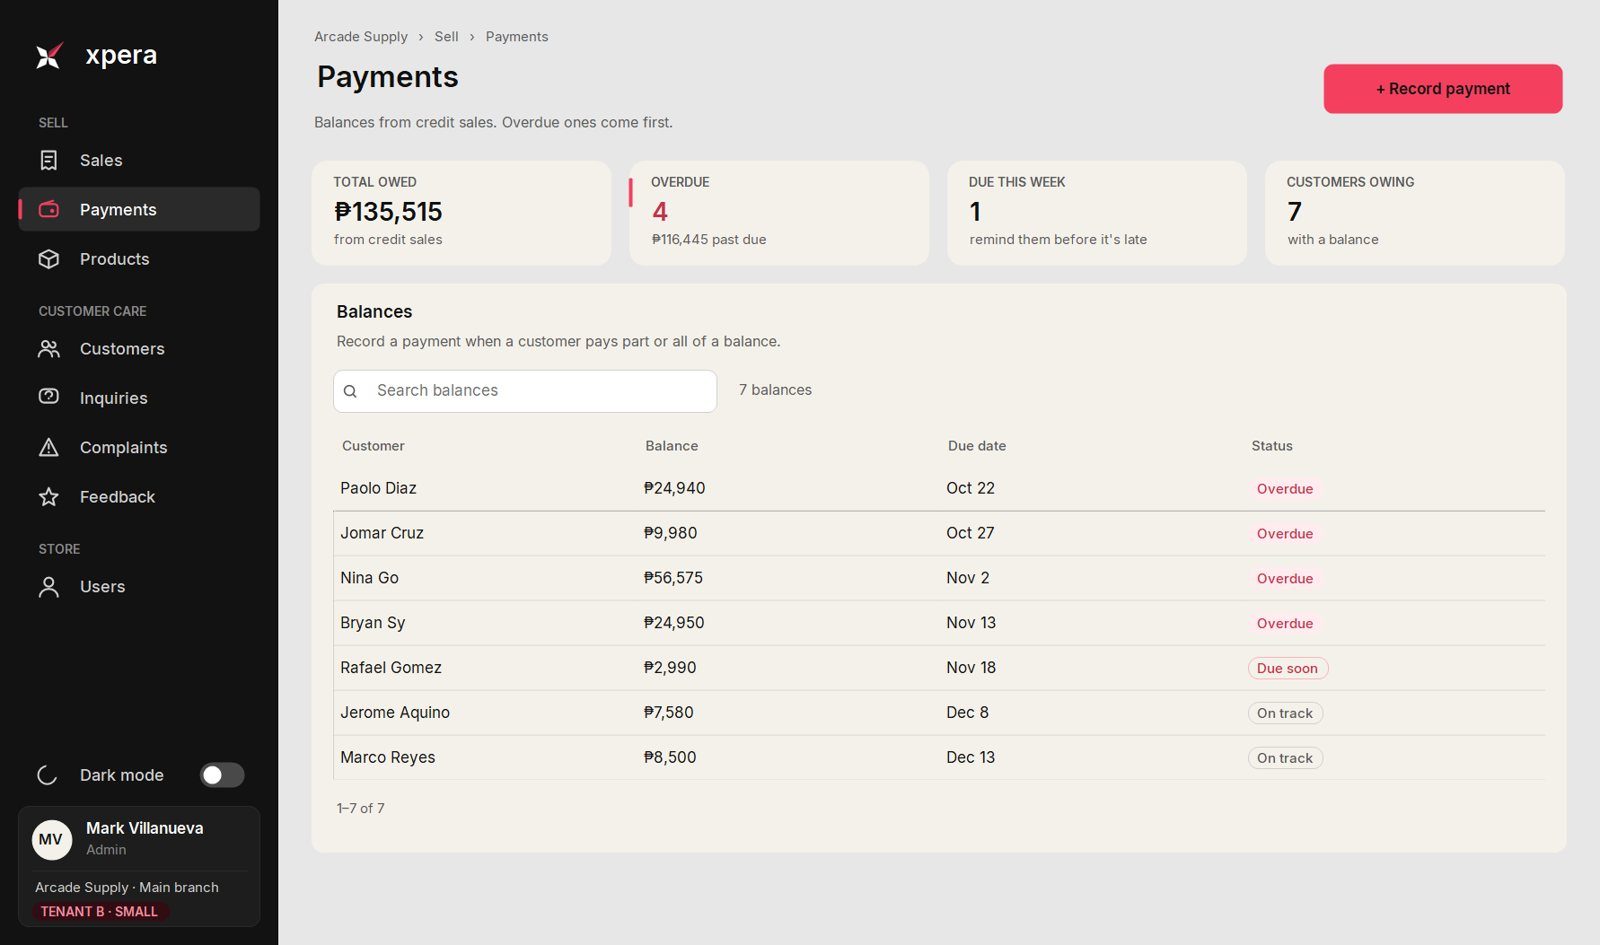 xpera
SELL
Sales
Payments
Products
CUSTOMER CARE
Customers
Inquiries
Complaints
Feedback
STORE
Users
Dark mode
MV
Mark Villanueva
Admin
Arcade Supply · Main branch
TENANT B · SMALL
Arcade Supply › Sell › Payments
Payments
Balances from credit sales. Overdue ones come first.
+ Record payment
TOTAL OWED
₱135,515
from credit sales
OVERDUE
4
₱116,445 past due
DUE THIS WEEK
1
remind them before it's late
CUSTOMERS OWING
7
with a balance
Balances
Record a payment when a customer pays part or all of a balance.
Search balances
7 balances
Customer Balance Due date Status
Paolo Diaz ₱24,940 Oct 22 Overdue
Jomar Cruz ₱9,980 Oct 27 Overdue
Nina Go ₱56,575 Nov 2 Overdue
Bryan Sy ₱24,950 Nov 13 Overdue
Rafael Gomez ₱2,990 Nov 18 Due soon
Jerome Aquino ₱7,580 Dec 8 On track
Marco Reyes ₱8,500 Dec 13 On track
1–7 of 7